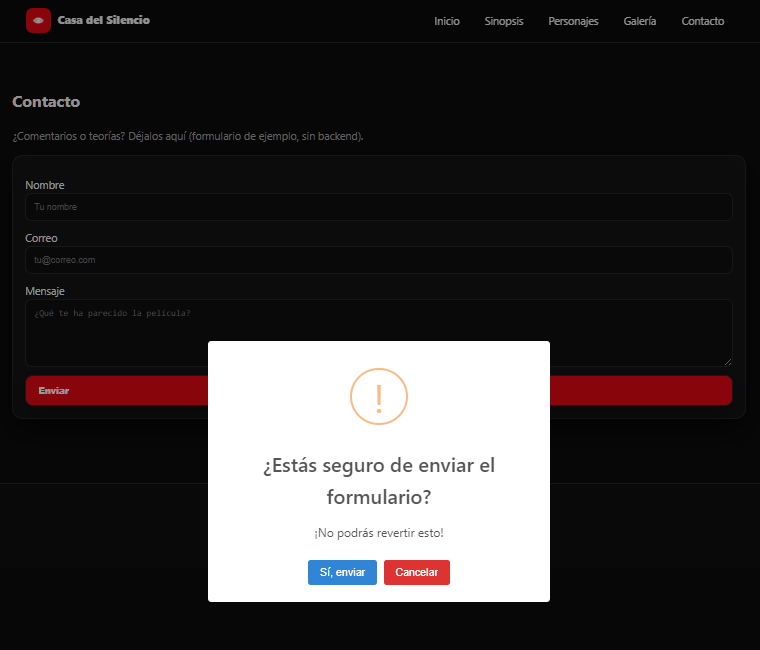 Casa del Silencio
Inicio Sinopsis Personajes Galería Contacto
Contacto
¿Comentarios o teorías? Déjalos aquí (formulario de ejemplo, sin backend).
Nombre
Tu nombre
Correo
tu@correo.com
Mensaje
¿Qué te ha parecido la película?
Enviar
¿Estás seguro de enviar el
formulario?
¡No podrás revertir esto!
Sí, enviar Cancelar